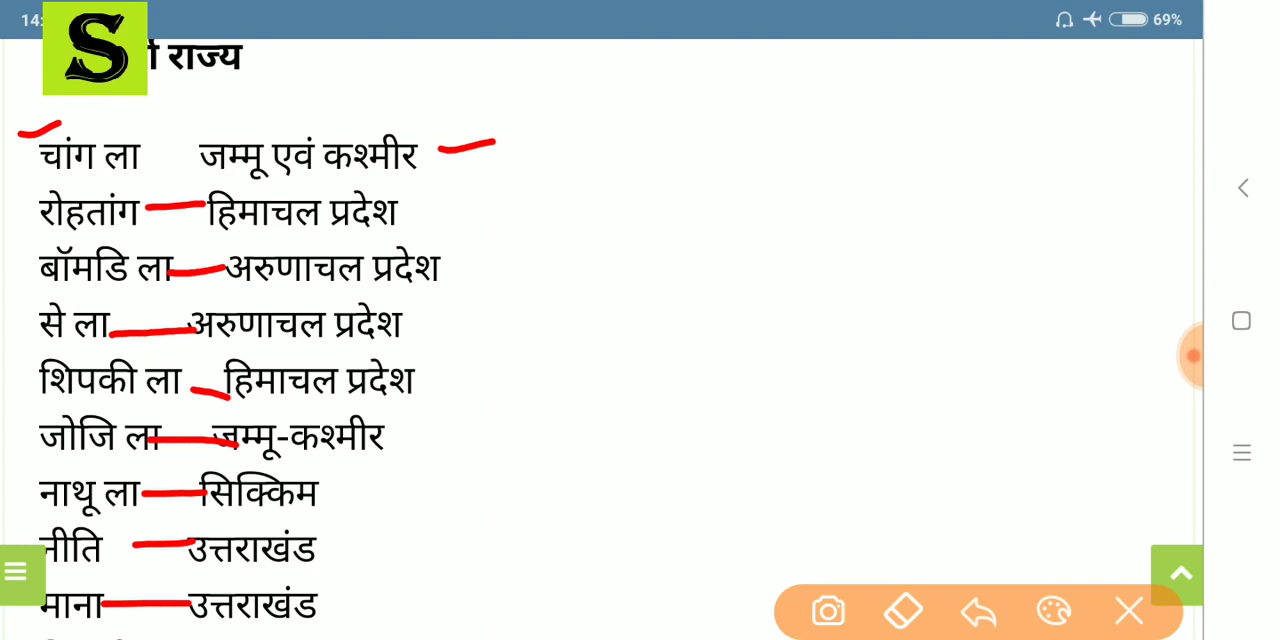 14:
69%
S
राज्य
चांग ला जम्मू एवं कश्मीर
रोहतांग हिमाचल प्रदेश
बॉमडि ला अरुणाचल प्रदेश
से ला अरुणाचल प्रदेश
शिपकी ला हिमाचल प्रदेश
जोजि ला जम्मू-कश्मीर
नाथू ला सिक्किम
नीति उत्तराखंड
माना उत्तराखंड